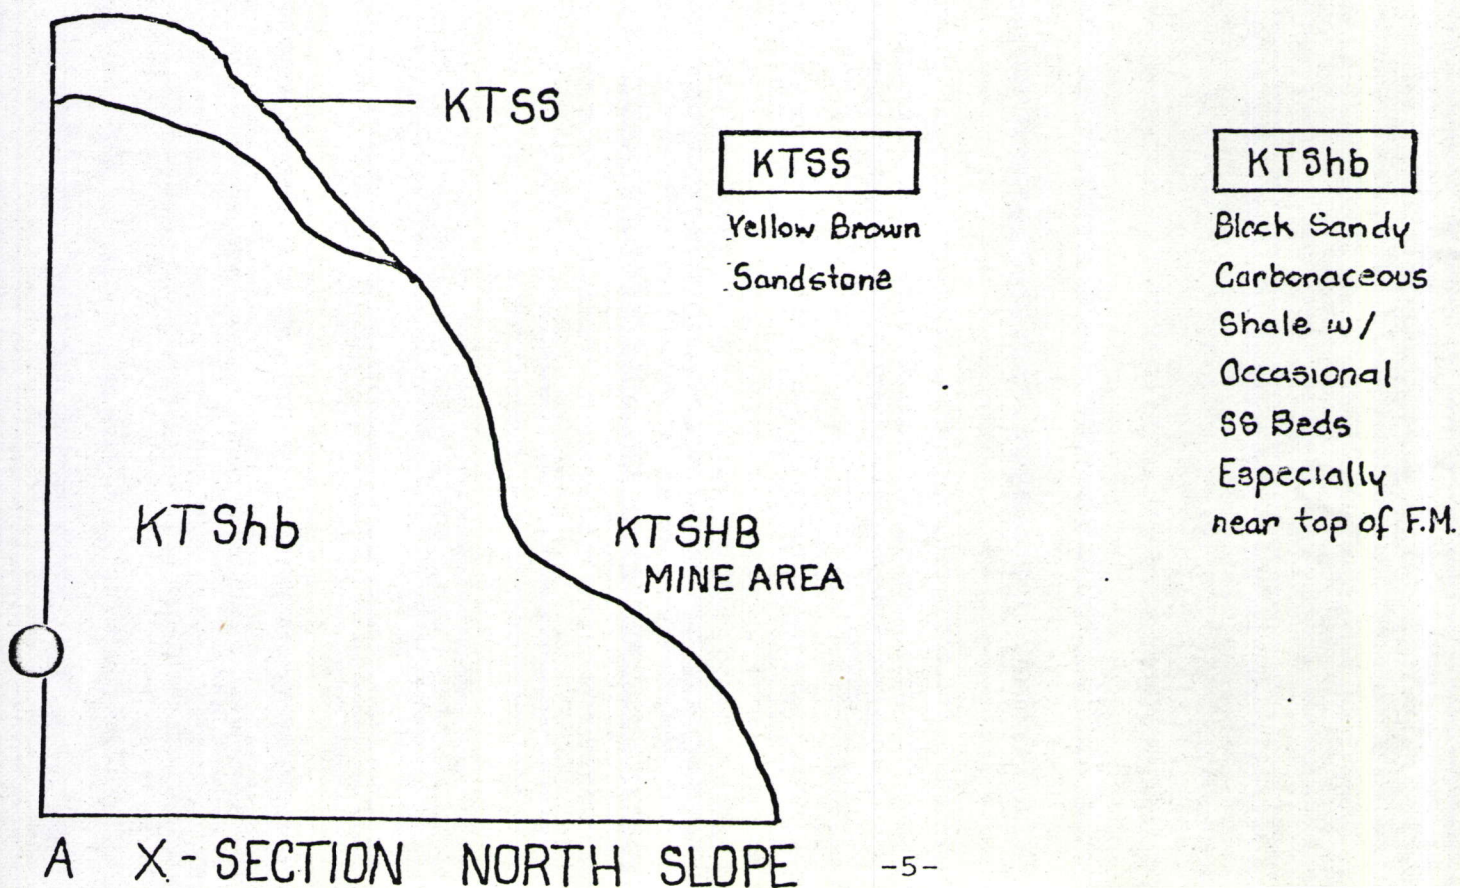 KTSS
KTSS
Yellow Brown
Sandstone
KTShb
Black Sandy
Carbonaceous
Shale w/
Occasional
SS Beds
Especially
near top of F.M.
KTShb
KTSHB
MINE AREA
A X-SECTION NORTH SLOPE
-5-